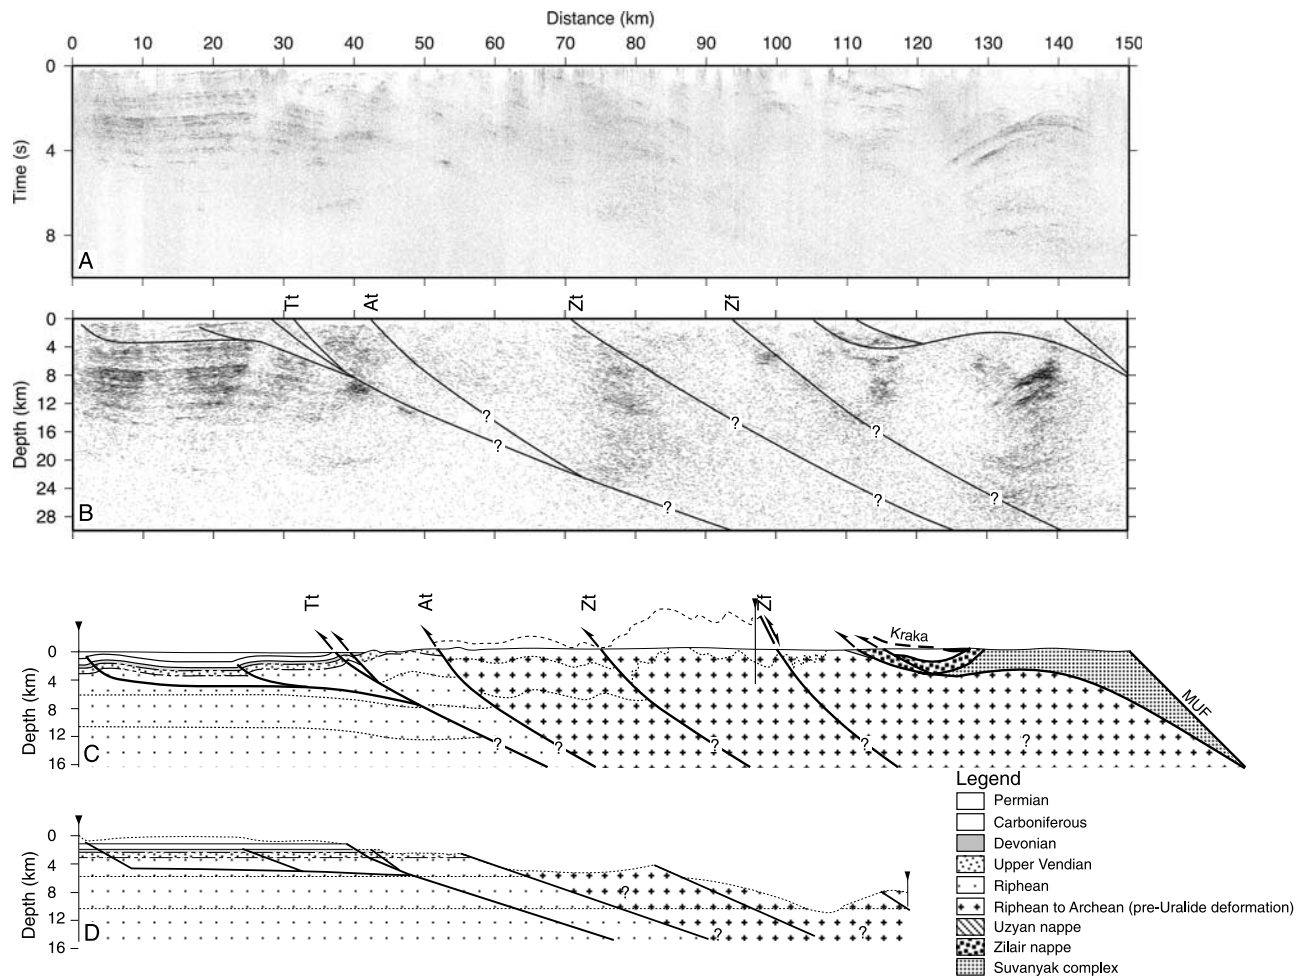 Distance (km)
0 10 20 30 40 50 60 70 80 90 100 110 120 130 140 150
0
4
8
Time (s)
A
Tt At Zt Zf
0
4
8
12
16
20
24
28
Depth (km)
? ? ? ? ? ? ?
B
Tt At Zt Zf
Kraka
0
4
8
12
16
Depth (km)
MUF
? ? ? ? ?
C
0
4
8
12
16
Depth (km)
? ? ?
D
Legend
Permian
Carboniferous
Devonian
Upper Vendian
Riphean
Riphean to Archean (pre-Uralide deformation)
Uzyan nappe
Zilair nappe
Suvanyak complex